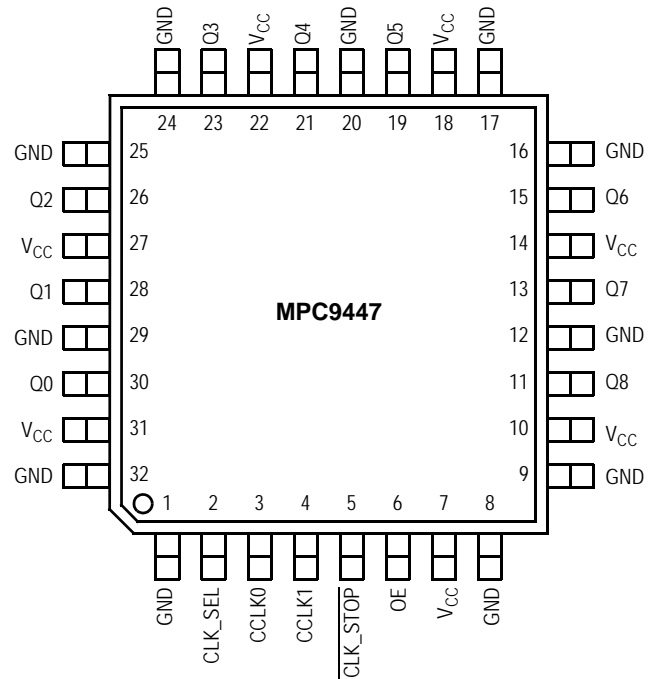 GND Q3 VCC Q4 GND Q5 VCC GND
24 23 22 21 20 19 18 17
GND 25 16 GND
Q2 26 15 Q6
VCC 27 14 VCC
Q1 28 13 Q7
MPC9447
GND 29 12 GND
Q0 30 11 Q8
VCC 31 10 VCC
GND 32 9 GND
1 2 3 4 5 6 7 8
GND CLK_SEL CCLK0 CCLK1 CLK_STOP OE VCC GND